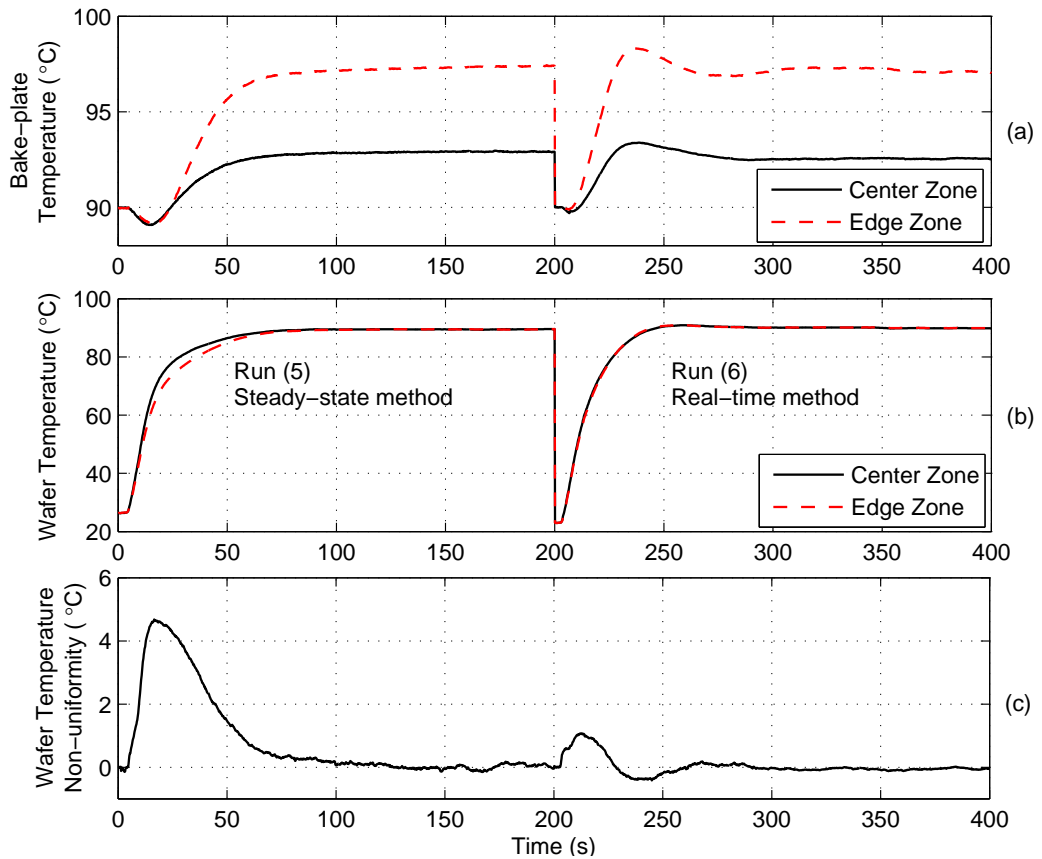 100
95
90
Bake-plate
Temperature (°C)
(a)
Center Zone
Edge Zone
0 50 100 150 200 250 300 350 400
100
80
60
40
20
Wafer Temperature (°C)
Run (5)
Steady-state method
Run (6)
Real-time method
(b)
Center Zone
Edge Zone
0 50 100 150 200 250 300 350 400
6
4
2
0
Wafer Temperature
Non-uniformity (°C)
(c)
0 50 100 150 200 250 300 350 400
Time (s)